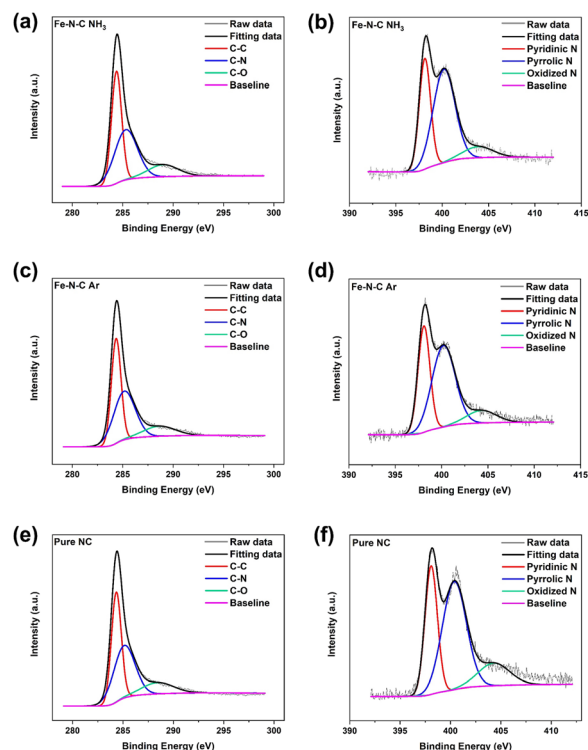 (a)
Fe-N-C NH3
Raw data
Fitting data
C-C
C-N
C-O
Baseline
Intensity (a.u.)
280 285 290 295 300
Binding Energy (eV)
(b)
Fe-N-C NH3
Raw data
Fitting data
Pyridinic N
Pyrrolic N
Oxidized N
Baseline
Intensity (a.u.)
390 395 400 405 410 415
Binding Energy (eV)
(c)
Fe-N-C Ar
Raw data
Fitting data
C-C
C-N
C-O
Baseline
Intensity (a.u.)
280 285 290 295 300
Binding Energy (eV)
(d)
Fe-N-C Ar
Raw data
Fitting data
Pyridinic N
Pyrrolic N
Oxidized N
Baseline
Intensity (a.u.)
390 395 400 405 410 415
Binding Energy (eV)
(e)
Pure NC
Raw data
Fitting data
C-C
C-N
C-O
Baseline
Intensity (a.u.)
280 285 290 295 300
Binding Energy (eV)
(f)
Pure NC
Raw data
Fitting data
Pyridinic N
Pyrrolic N
Oxidized N
Baseline
Intensity (a.u.)
390 395 400 405 410
Binding Energy (eV)